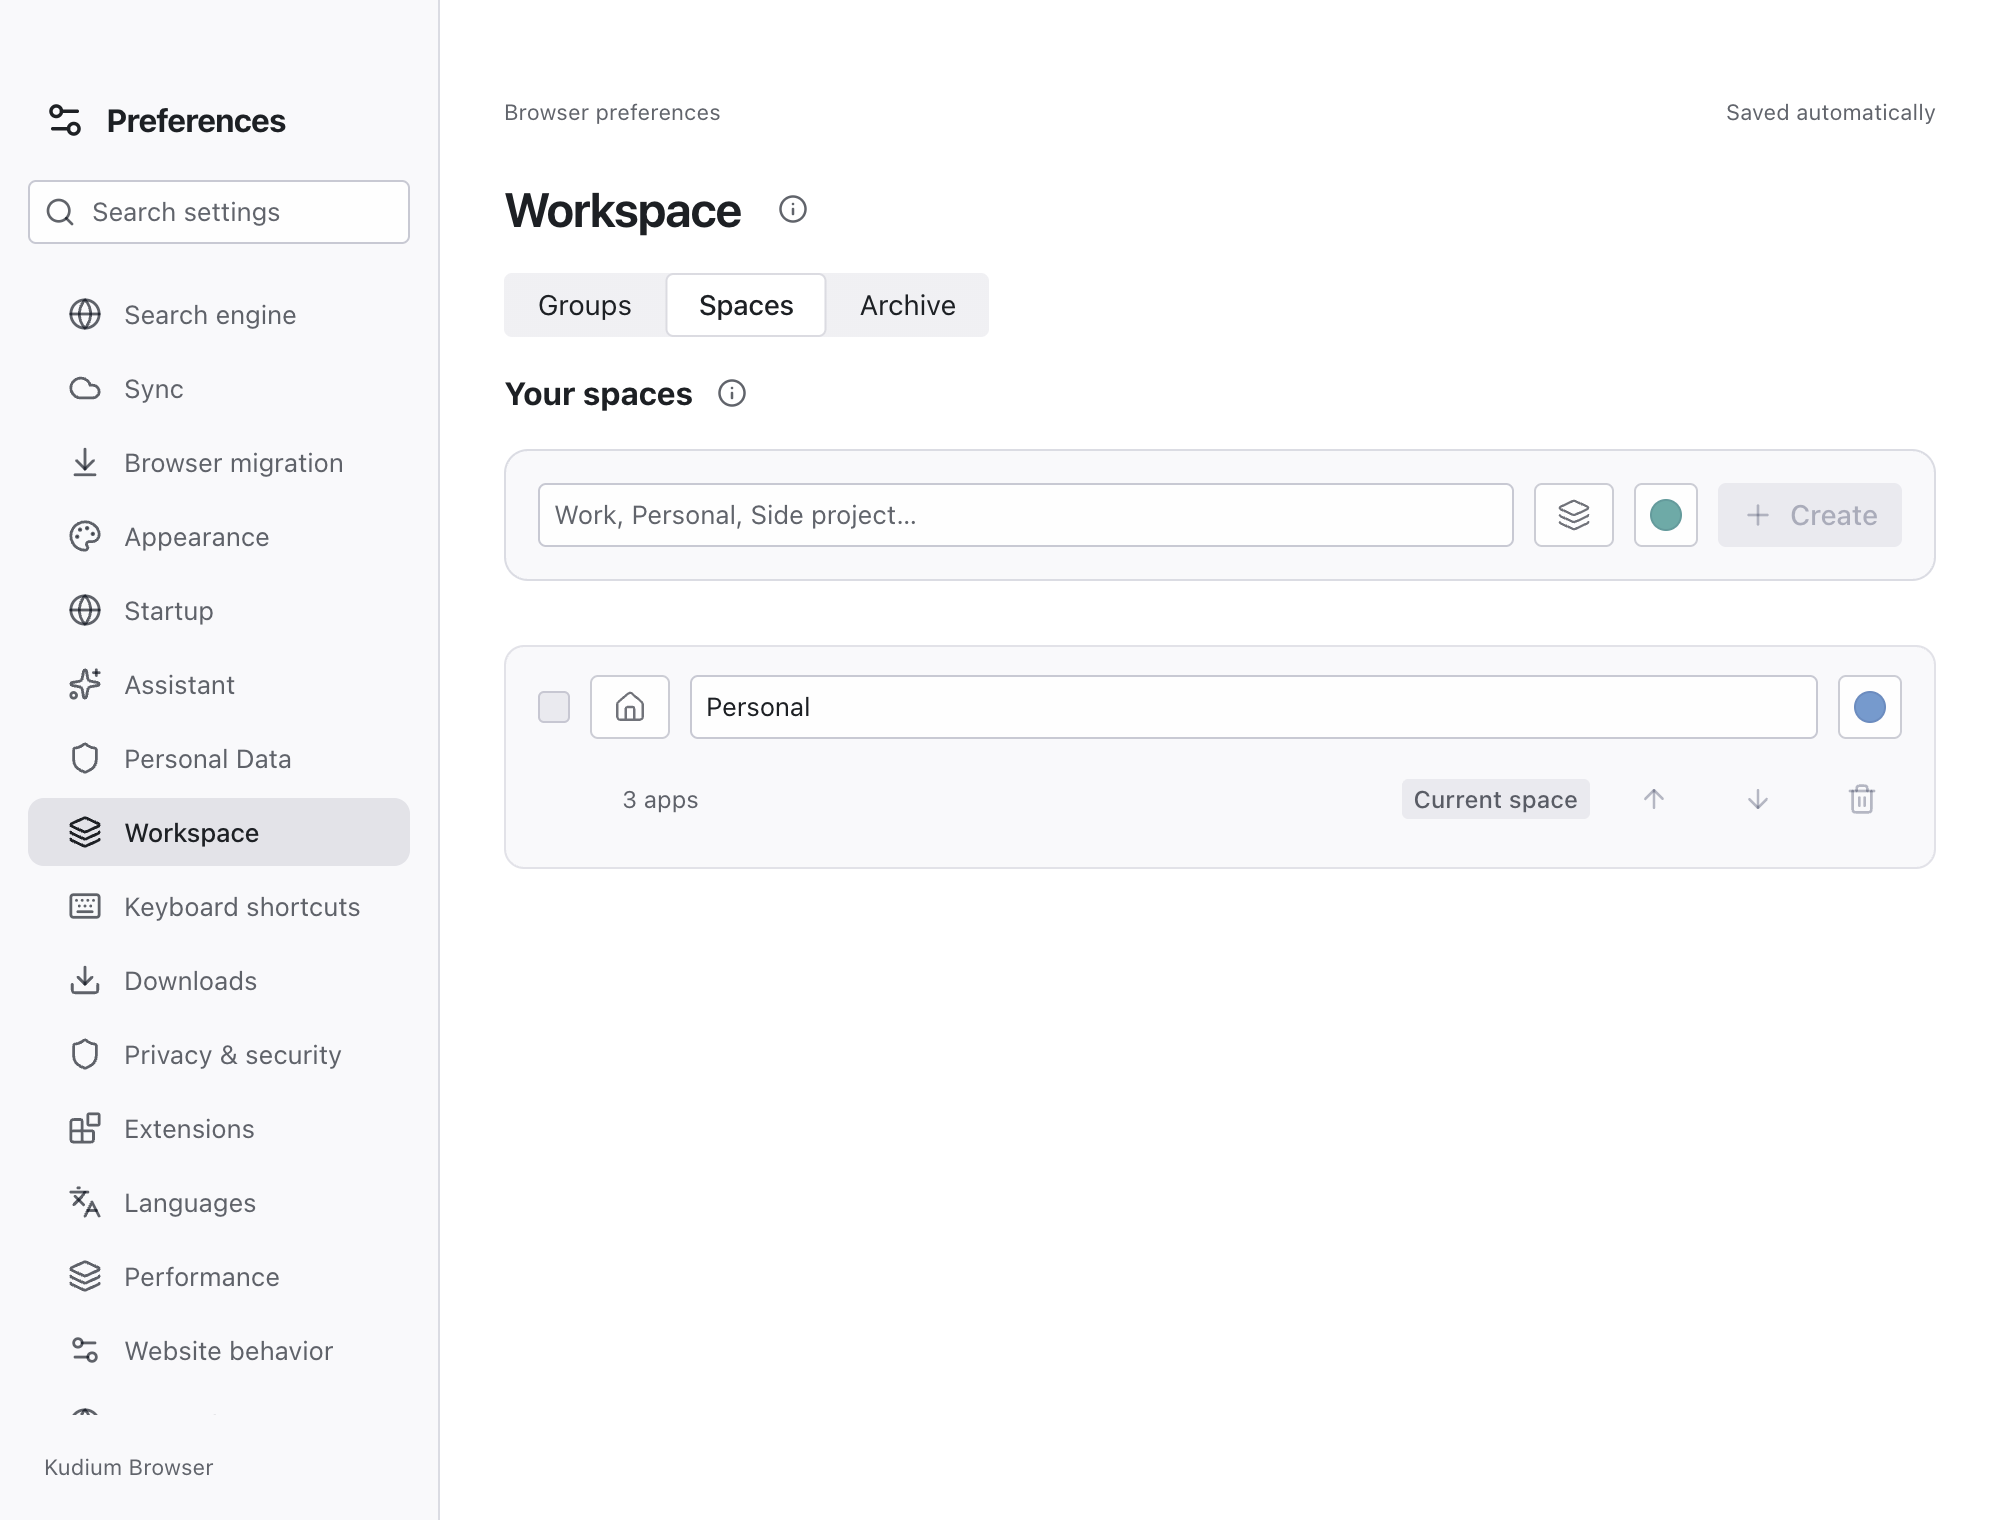 Preferences
Search settings
Search engine
Sync
Browser migration
Appearance
Startup
Assistant
Personal Data
Workspace
Keyboard shortcuts
Downloads
Privacy & security
Extensions
Languages
Performance
Website behavior
Kudium Browser
Browser preferences
Saved automatically
Workspace
Groups
Spaces
Archive
Your spaces
Work, Personal, Side project...
Create
Personal
3 apps
Current space